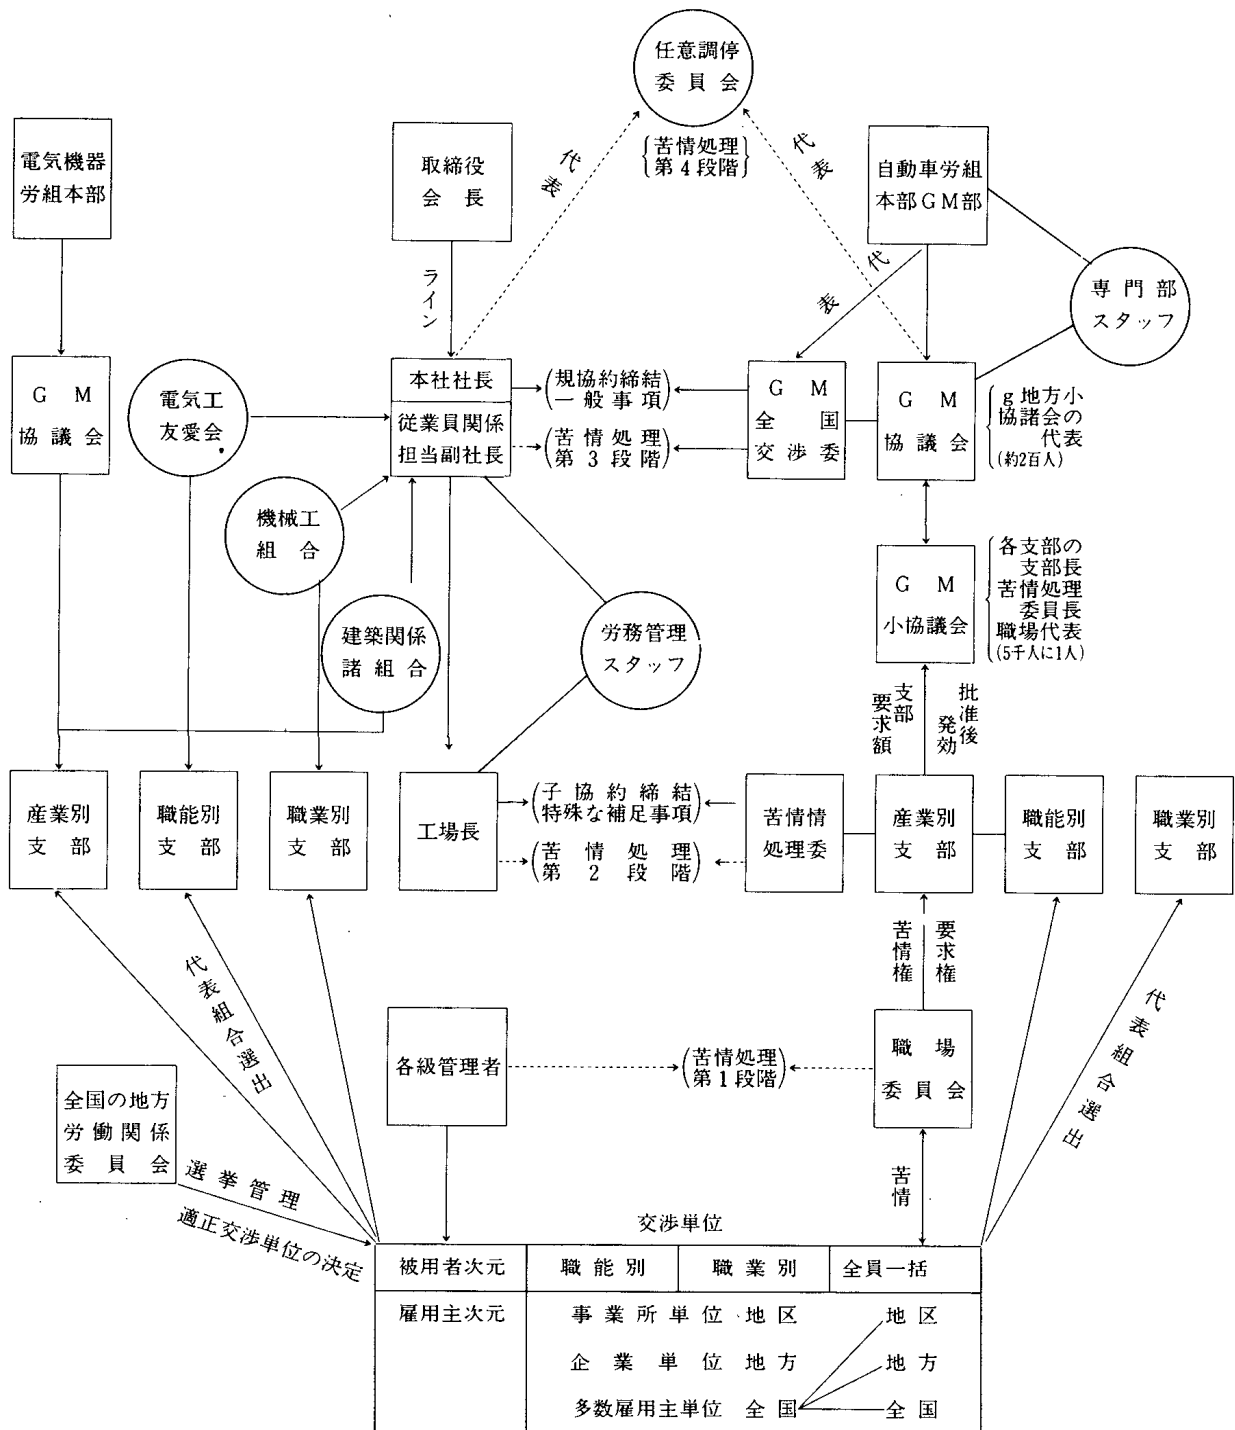 任意調停
委員会
苦情処理
第4段階
電気機器
労組本部
取締役
会長
代表
代表
自動車労組
本部GM部
ライン
代表
専門部
スタッフ
GM
協議会
電気工
友愛会
本社社長
従業員関係
担当副社長
(規協約締結
一般事項)
(苦情処理
第3段階)
GM
全国
交渉委
GM
協議会
g地方小
協諸会の
代表
(約2百人)
機械工
組合
建築関係
諸組合
労務管理
スタッフ
GM
小協議会
各支部の
支部長
苦情処理
委員長
職場代表
(5千人に1人)
支部
要求額
批准後
発効
産業別
支部
職能別
支部
職業別
支部
工場長
(子協約締結
特殊な補足事項)
(苦情処理
第2段階)
苦情情
処理委
産業別
支部
職能別
支部
職業別
支部
苦情権
要求権
代表組合選出
代表組合選出
各級管理者
(苦情処理
第1段階)
職場
委員会
全国の地方
労働関係
委員会
選挙管理
適正交渉単位の決定
苦情
交渉単位
被用者次元 職能別 職業別 全員一括
雇用主次元 事業所単位 地区 地区
企業単位 地方 地方
多数雇用主単位 全国 全国